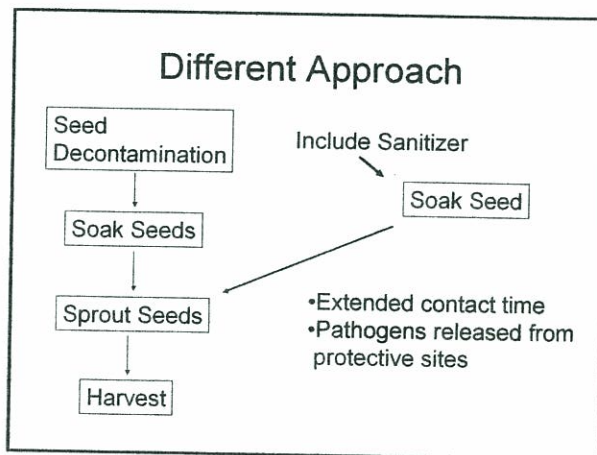 Different Approach
Seed
Decontamination
Include Sanitizer
Soak Seed
Soak Seeds
Sprout Seeds
•Extended contact time
•Pathogens released from
protective sites
Harvest